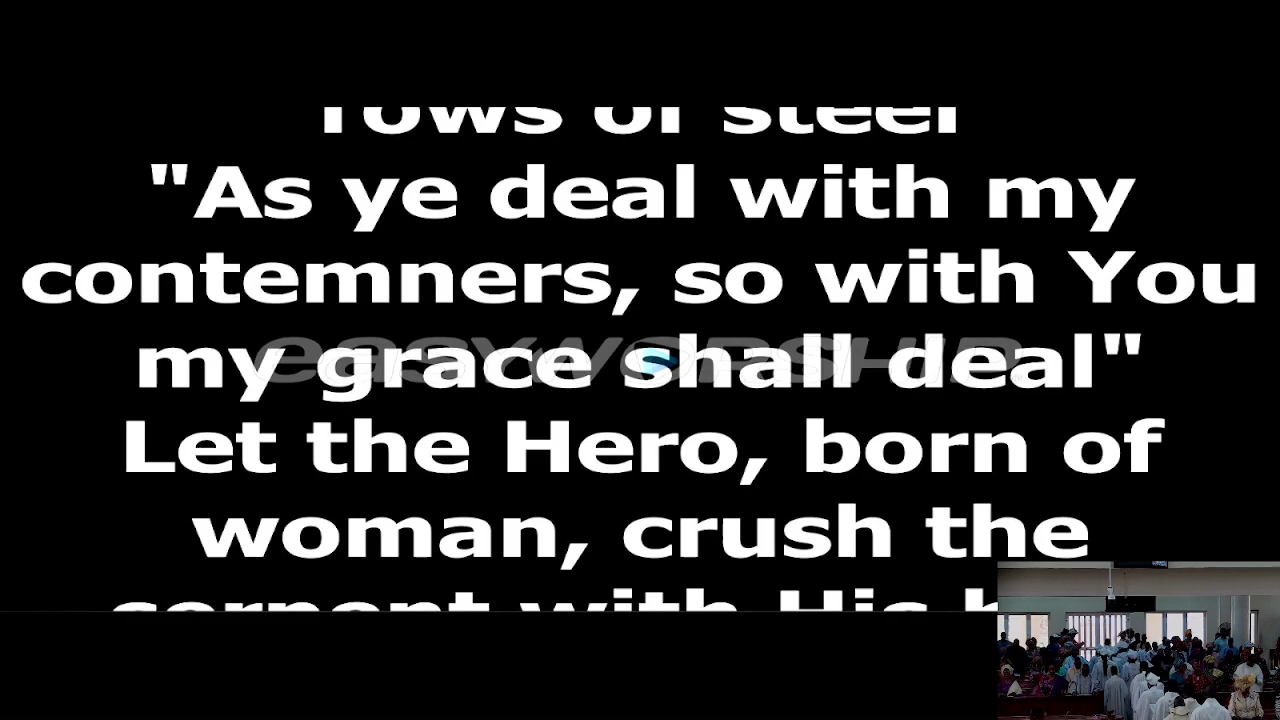 rows of steel
"As ye deal with my
contemners, so with You
my grace shall deal"
easyworship
Let the Hero, born of
woman, crush the
serpent with His